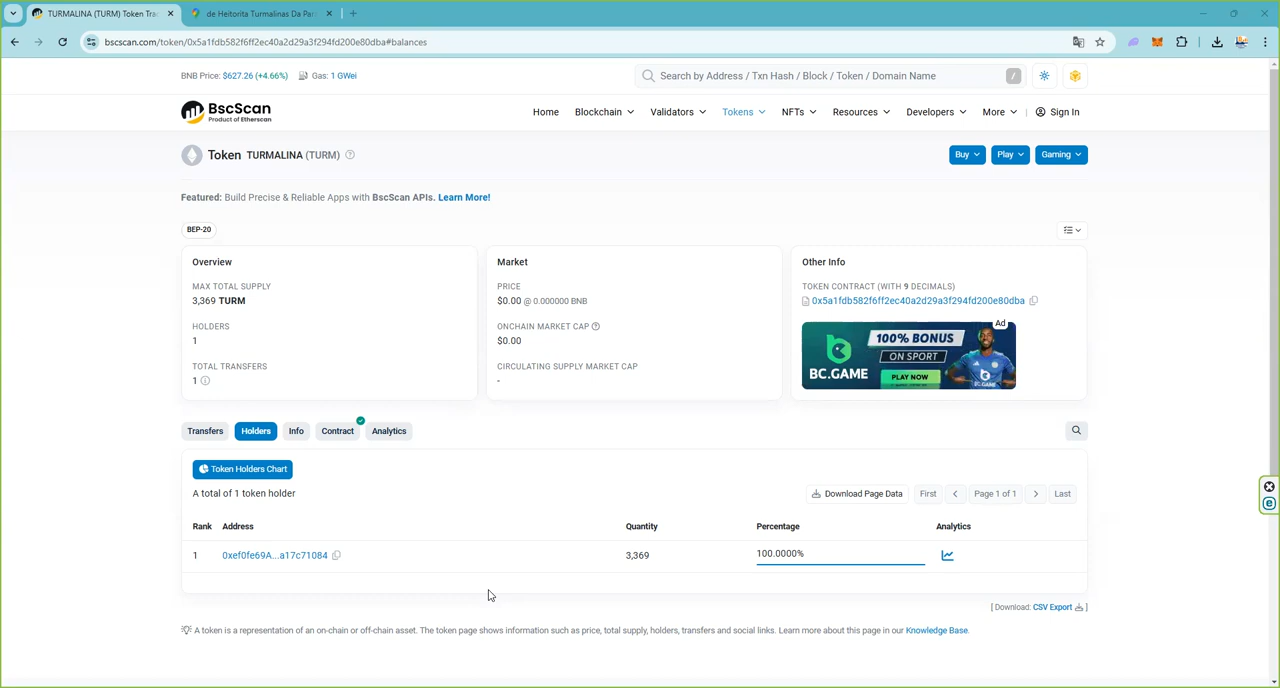 TURMALINA (TURM) Token Trac
de Heitorita Turmalinas Da Par
bscscan.com/token/0x5a1fdb582f6ff2ec40a2d29a3f294fd200e80dba#balances
BNB Price: $627.26 (+4.66%) Gas: 1 GWei
Search by Address / Txn Hash / Block / Token / Domain Name /
BscScan
Product of Etherscan
Home Blockchain Validators Tokens NFTs Resources Developers More Sign In
Token TURMALINA (TURM)
Buy Play Gaming
Featured: Build Precise & Reliable Apps with BscScan APIs. Learn More!
BEP-20
Overview
MAX TOTAL SUPPLY
3,369 TURM
HOLDERS
1
TOTAL TRANSFERS
1
Market
PRICE
$0.00 @ 0.000000 BNB
ONCHAIN MARKET CAP
$0.00
CIRCULATING SUPPLY MARKET CAP
-
Other Info
TOKEN CONTRACT (WITH 9 DECIMALS)
0x5a1fdb582f6ff2ec40a2d29a3f294fd200e80dba
Ad
BC.GAME
100% BONUS
ON SPORT
PLAY NOW
Transfers Holders Info Contract Analytics
Token Holders Chart
A total of 1 token holder
Download Page Data First Page 1 of 1 Last
Rank Address Quantity Percentage Analytics
1 0xef0fe69A...a17c71084 3,369 100.0000%
[ Download: CSV Export ]
A token is a representation of an on-chain or off-chain asset. The token page shows information such as price, total supply, holders, transfers and social links. Learn more about this page in our Knowledge Base.